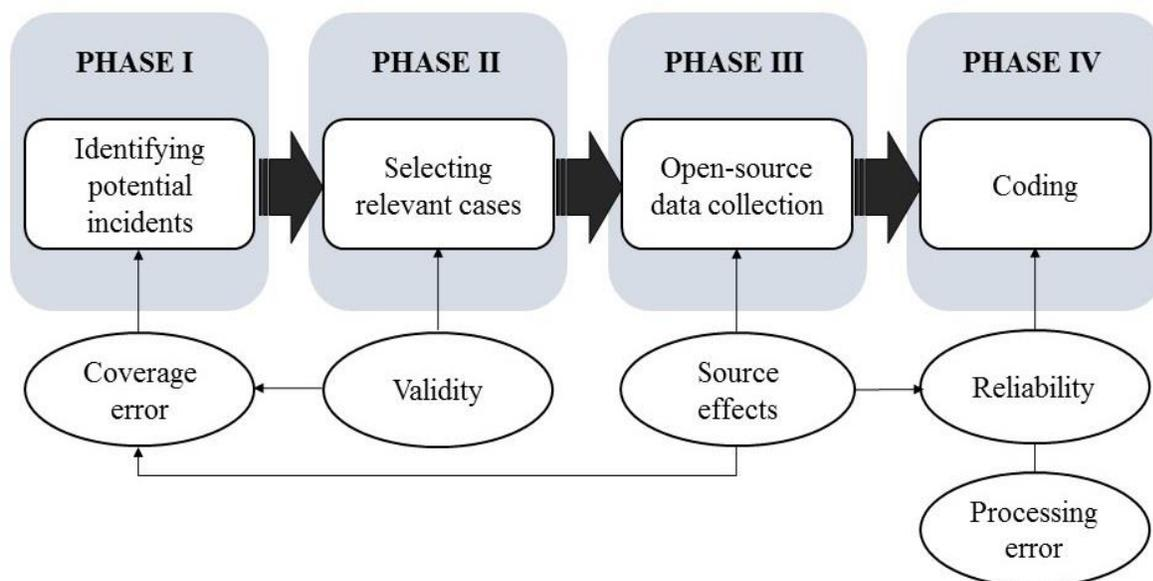 PHASE I
PHASE II
PHASE III
PHASE IV
Identifying
potential
incidents
Selecting
relevant cases
Open-source
data collection
Coding
Coverage
error
Validity
Source
effects
Reliability
Processing
error